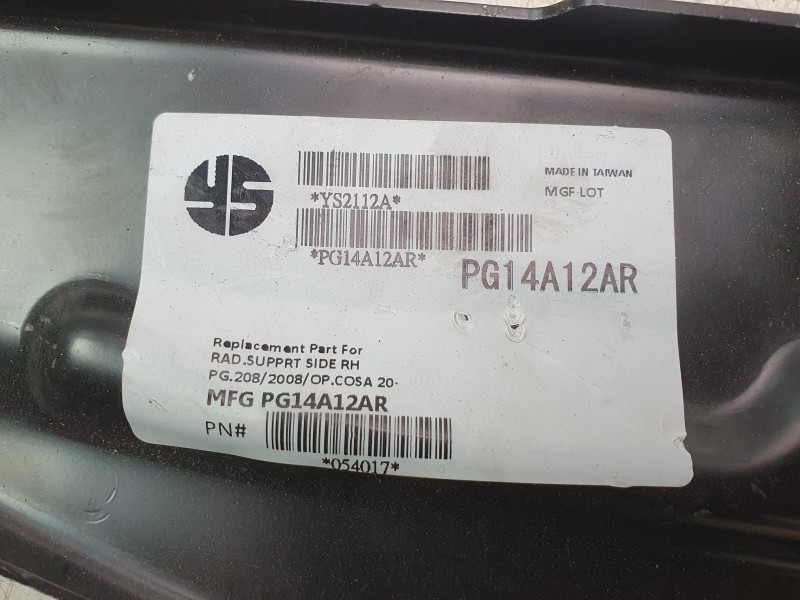 YS
*YS2112A*
MADE IN TAIWAN
MGF LOT
*PG14A12AR*
PG14A12AR
Replacement Part For
RAD.SUPPRT SIDE RH
PG.208/2008/OP.COSA 20-
MFG PG14A12AR
PN#
*054017*